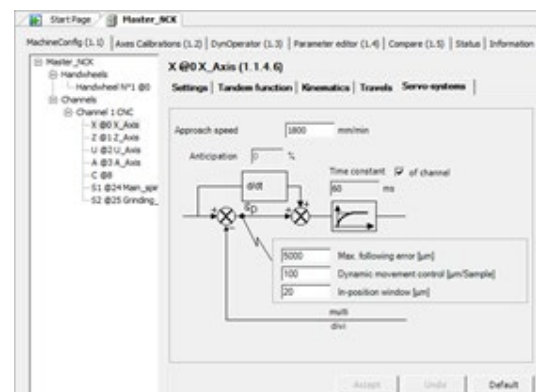 Start Page
Master_NCK
MachineConfig (1.1) Axes Calibrations (1.2) DynOperator (1.3) Parameter editor (1.4) Compare (1.5) Status Information
Master_NCK
Handwheels
Handwheel N°1 @0
Channels
Channel 1 CNC
X @0 X_Axis
Z @1 Z_Axis
U @2 U_Axis
A @3 A_Axis
C @8
S1 @24 Main_spir
S2 @25 Grinding_
X @0 X_Axis (1.1.4.6)
Settings Tandem function Kinematics Travels Servo-systems
Approach speed 1800 mm/min
Anticipation 0 %
Time constant of channel
60 ms
d/dt
5000 Max. following error [µm]
100 Dynamic movement control [µm/Sample]
20 In-position window [µm]
multi
divi
Accept Undo Default